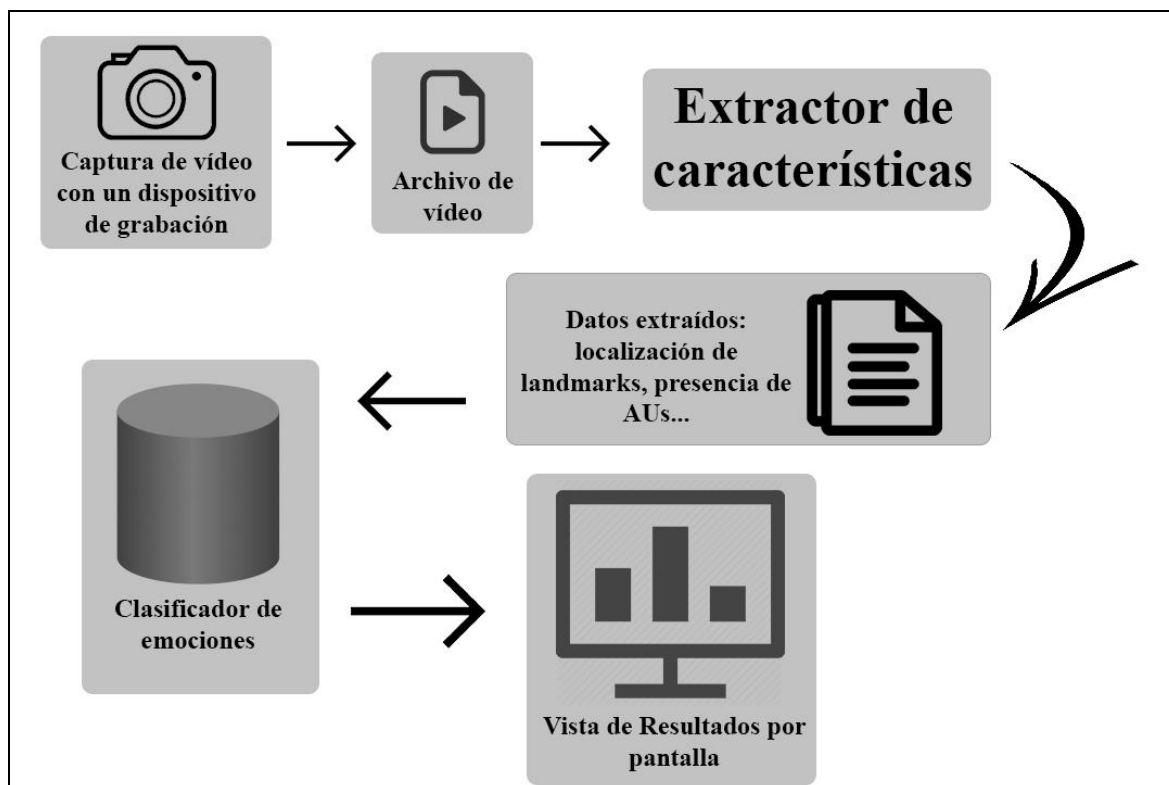 Captura de vídeo
con un dispositivo
de grabación
Archivo de
vídeo
Extractor de
características
Datos extraídos:
localización de
landmarks, presencia de
AUs...
Clasificador de
emociones
Vista de Resultados por
pantalla